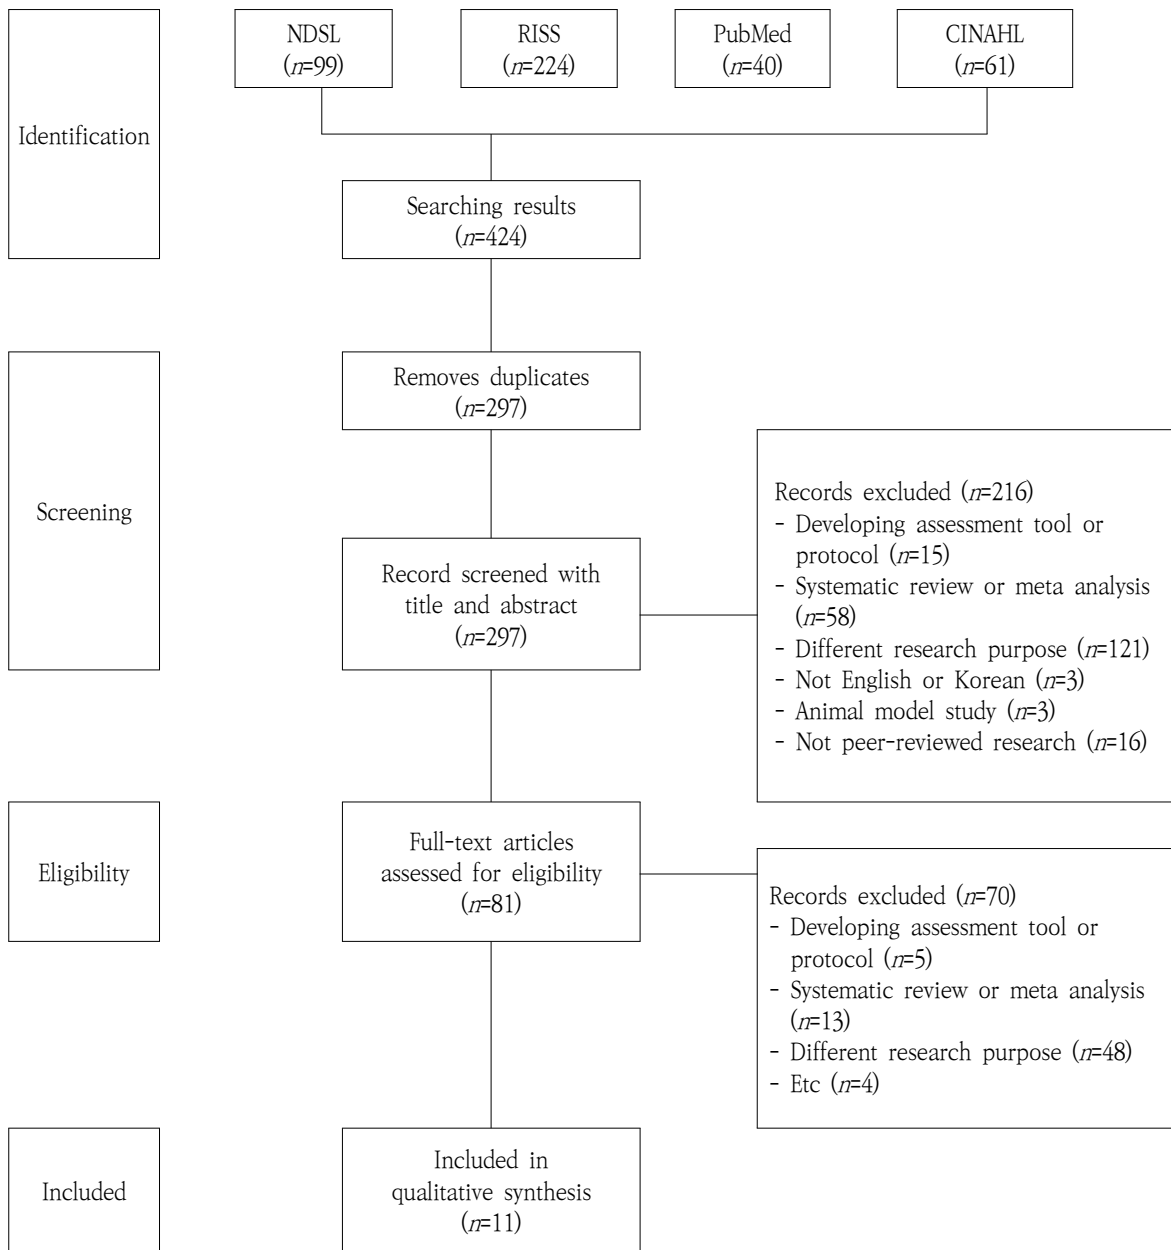 Identification
NDSL
(n=99)
RISS
(n=224)
PubMed
(n=40)
CINAHL
(n=61)
Searching results
(n=424)
Screening
Removes duplicates
(n=297)
Record screened with
title and abstract
(n=297)
Records excluded (n=216)
- Developing assessment tool or
protocol (n=15)
- Systematic review or meta analysis
(n=58)
- Different research purpose (n=121)
- Not English or Korean (n=3)
- Animal model study (n=3)
- Not peer-reviewed research (n=16)
Eligibility
Full-text articles
assessed for eligibility
(n=81)
Records excluded (n=70)
- Developing assessment tool or
protocol (n=5)
- Systematic review or meta analysis
(n=13)
- Different research purpose (n=48)
- Etc (n=4)
Included
Included in
qualitative synthesis
(n=11)